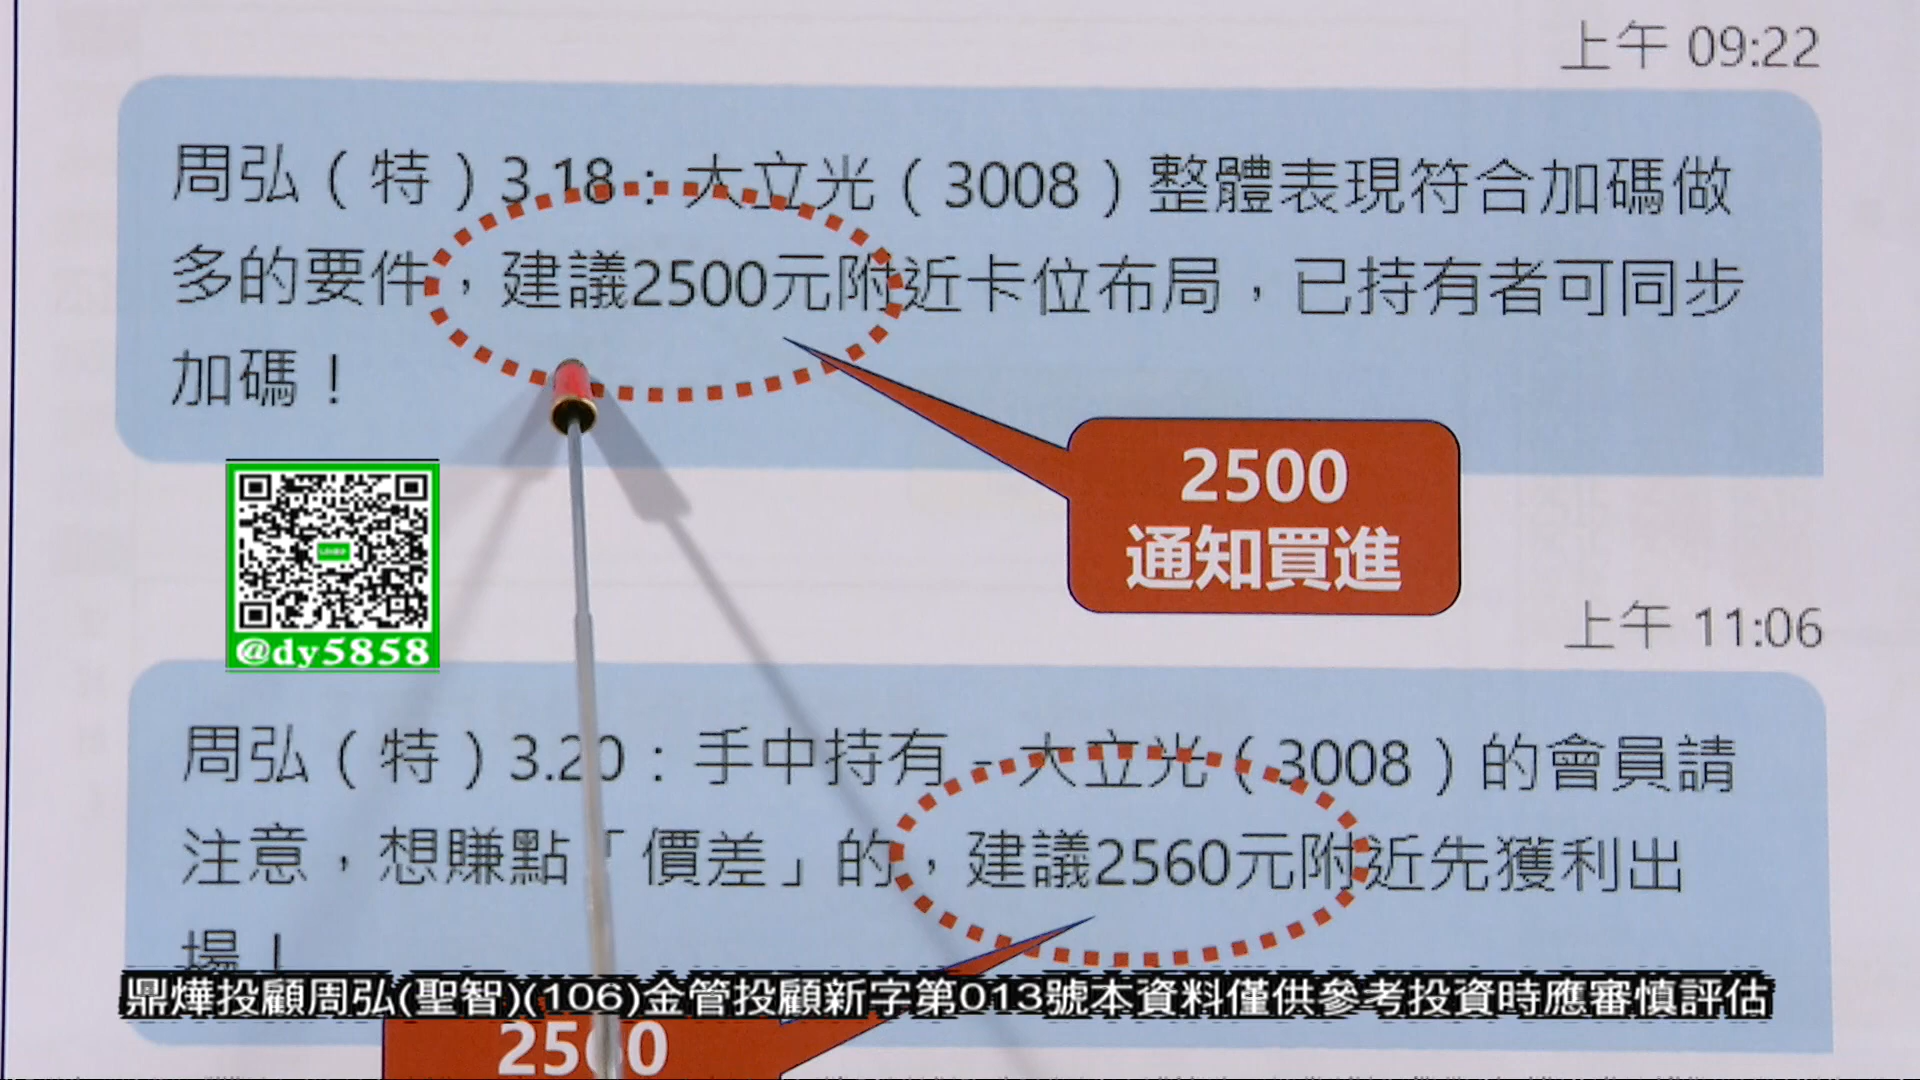 上午 09:22
周弘（特）3.18：大立光（3008）整體表現符合加碼做
多的要件，建議2500元附近卡位布局，已持有者可同步
加碼！
2500
通知買進
@dy5858
上午 11:06
周弘（特）3.20：手中持有－大立光（3008）的會員請
注意，想賺點「價差」的，建議2560元附近先獲利出
場！
鼎燁投顧周弘(聖智)(106)金管投顧新字第013號本資料僅供參考投資時應審慎評估